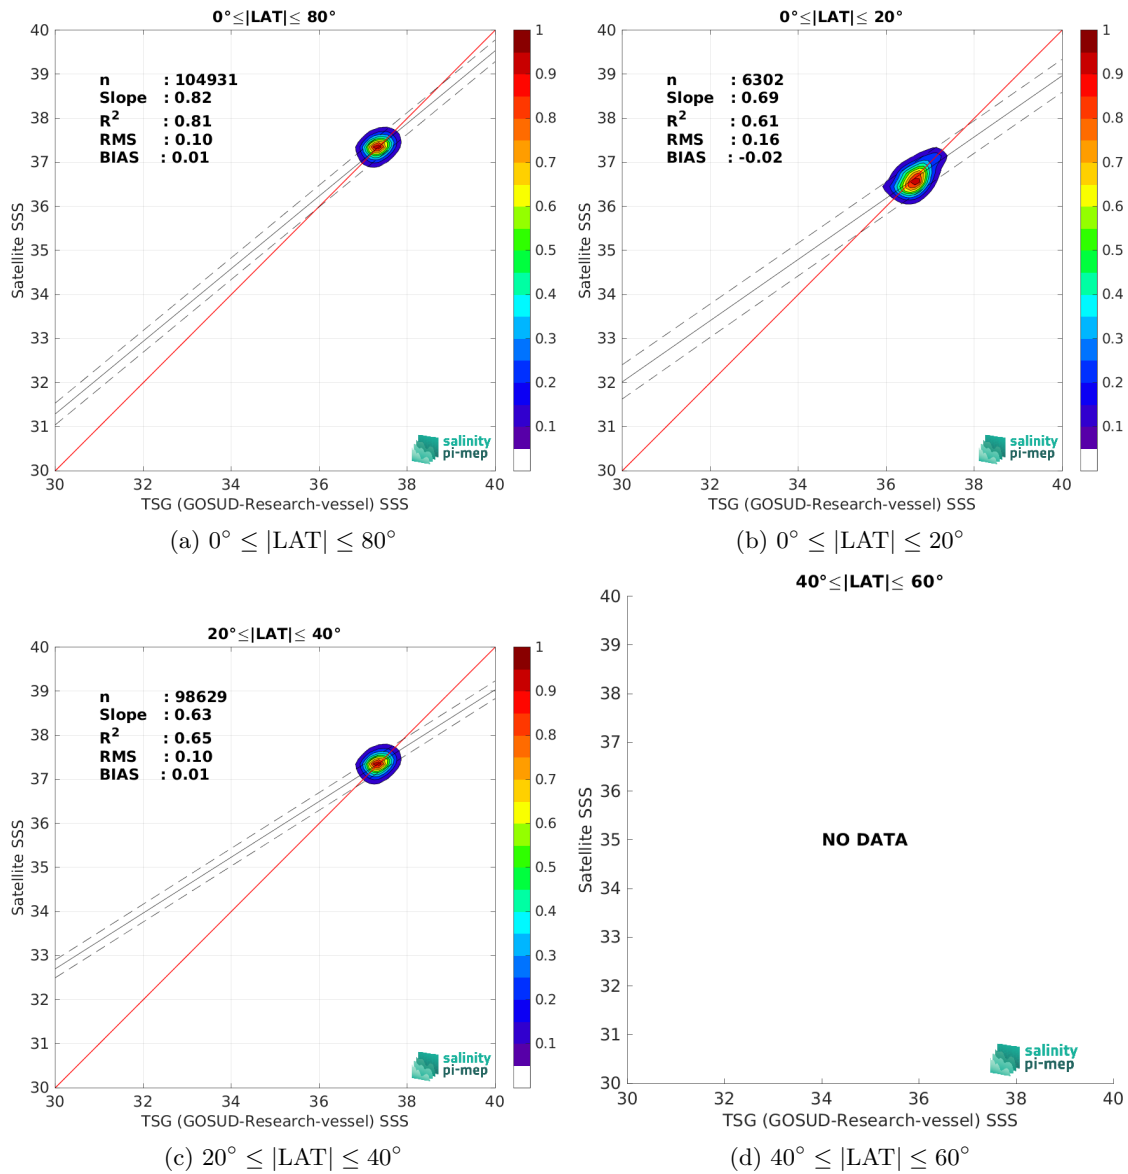 0°≤|LAT|≤ 80°
40
39
38
37
36
35
34
33
32
31
30
Satellite SSS
n : 104931
Slope : 0.82
R² : 0.81
RMS : 0.10
BIAS : 0.01
1
0.9
0.8
0.7
0.6
0.5
0.4
0.3
0.2
0.1
salinity
pi-mep
30 32 34 36 38 40
TSG (GOSUD-Research-vessel) SSS
(a) 0° ≤ |LAT| ≤ 80°
0°≤|LAT|≤ 20°
40
39
38
37
36
35
34
33
32
31
30
Satellite SSS
n : 6302
Slope : 0.69
R² : 0.61
RMS : 0.16
BIAS : -0.02
1
0.9
0.8
0.7
0.6
0.5
0.4
0.3
0.2
0.1
salinity
pi-mep
30 32 34 36 38 40
TSG (GOSUD-Research-vessel) SSS
(b) 0° ≤ |LAT| ≤ 20°
20°≤|LAT|≤ 40°
40
39
38
37
36
35
34
33
32
31
30
Satellite SSS
n : 98629
Slope : 0.63
R² : 0.65
RMS : 0.10
BIAS : 0.01
1
0.9
0.8
0.7
0.6
0.5
0.4
0.3
0.2
0.1
salinity
pi-mep
30 32 34 36 38 40
TSG (GOSUD-Research-vessel) SSS
(c) 20° ≤ |LAT| ≤ 40°
40°≤|LAT|≤ 60°
40
39
38
37
36
35
34
33
32
31
30
Satellite SSS
NO DATA
salinity
pi-mep
30 32 34 36 38 40
TSG (GOSUD-Research-vessel) SSS
(d) 40° ≤ |LAT| ≤ 60°